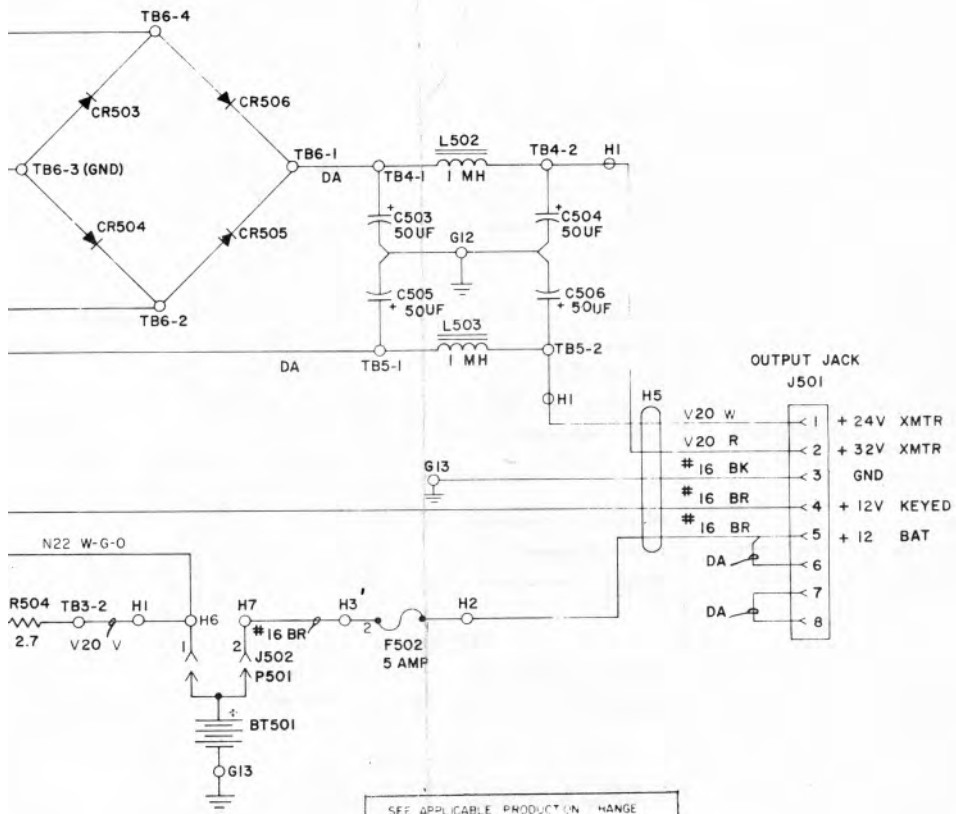 TB6-4
CR503
CR506
TB6-3 (GND)
TB6-1
DA
CR504
CR505
TB6-2
L502
1 MH
TB4-1
TB4-2
H1
+
C503
50UF
+
C504
50UF
G12
C505
+ 50UF
C506
+ 50UF
L503
1 MH
DA
TB5-1
TB5-2
H1
OUTPUT JACK
J501
H5
V20 W
1 + 24V XMTR
V20 R
2 + 32V XMTR
G13
# 16 BK
3 GND
# 16 BR
4 + 12V KEYED
# 16 BR
5 + 12 BAT
DA
6
7
DA
8
N22 W-G-O
R504
2.7
TB3-2
V20 V
H1
H6
H7
# 16 BR
H3
2
F502
5 AMP
H2
1
2
J502
P501
+
BT501
G13
SEE APPLICABLE PRODUCTION HANGE